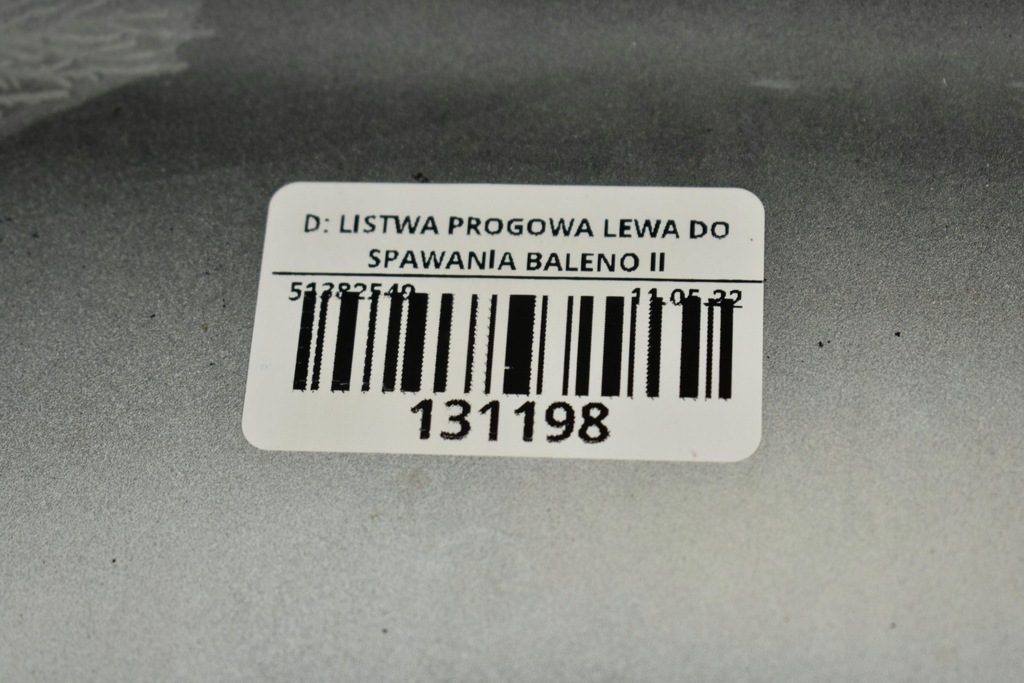 D: LISTWA PROGOWA LEWA DO
SPAWANIA BALENO II
51382549 11.05.22
131198